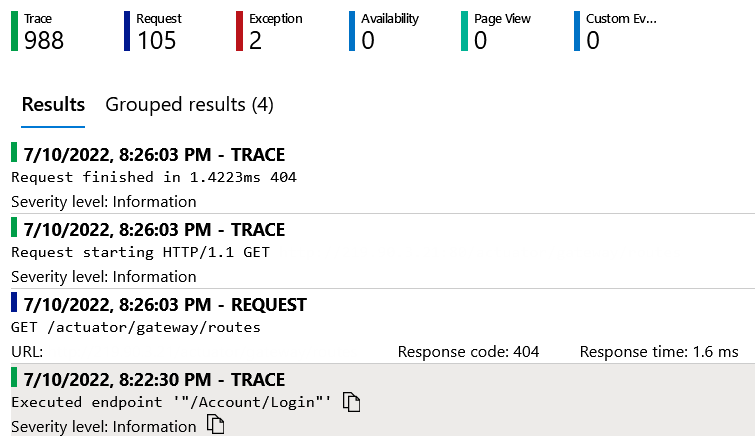 Trace Request Exception Availability Page View Custom Ev...
988 105 2 0 0 0
Results Grouped results (4)
7/10/2022, 8:26:03 PM - TRACE
Request finished in 1.4223ms 404
Severity level: Information
7/10/2022, 8:26:03 PM - TRACE
Request starting HTTP/1.1 GET
Severity level: Information
7/10/2022, 8:26:03 PM - REQUEST
GET /actuator/gateway/routes
URL: Response code: 404 Response time: 1.6 ms
7/10/2022, 8:22:30 PM - TRACE
Executed endpoint '"/Account/Login"'
Severity level: Information